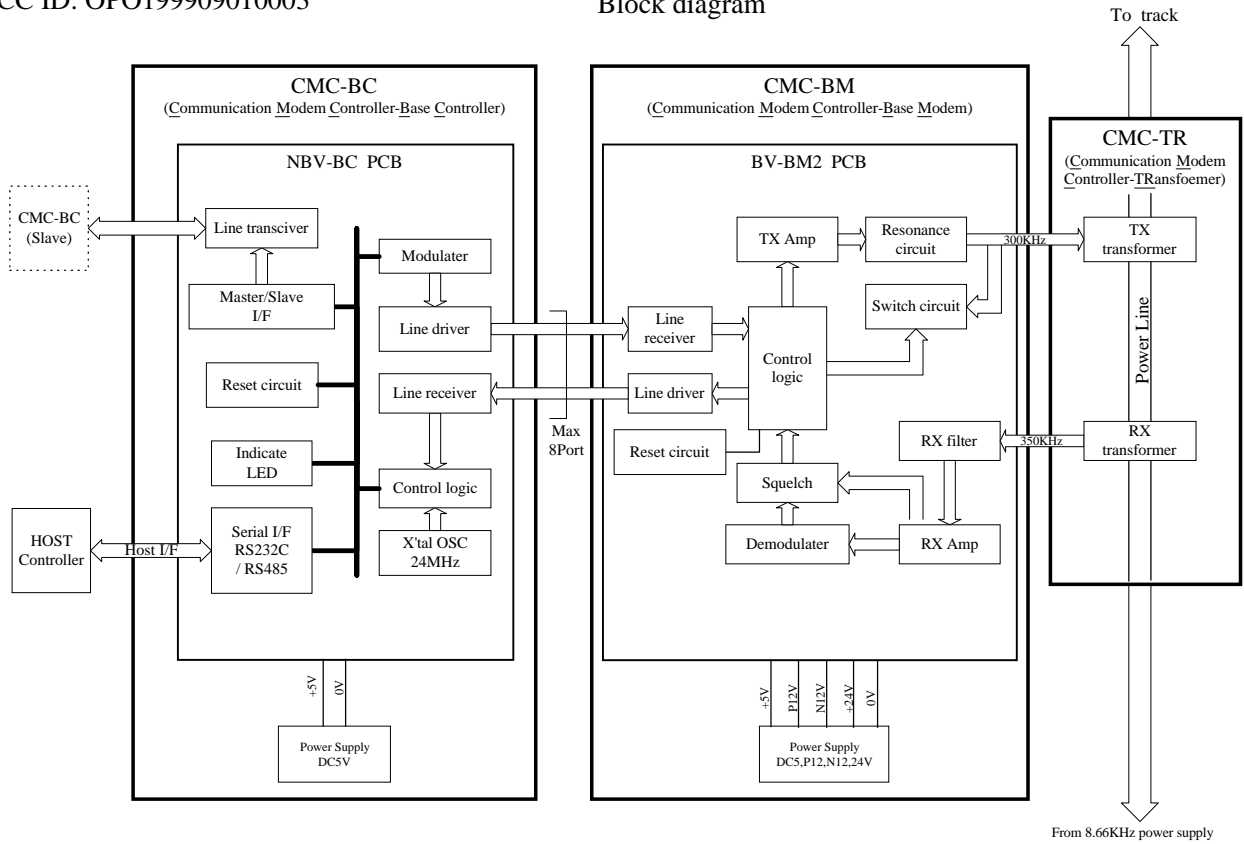 CC ID: OPO199909010005
Block diagram
To track
CMC-BC
(Communication Modem Controller-Base Controller)
NBV-BC PCB
CMC-BC
(Slave)
Line transciver
Master/Slave
I/F
Modulater
Line driver
Reset circuit
Line receiver
Indicate
LED
Control logic
HOST
Controller
Host I/F
Serial I/F
RS232C
/ RS485
X'tal OSC
24MHz
+5V
0V
Power Supply
DC5V
Max
8Port
CMC-BM
(Communication Modem Controller-Base Modem)
BV-BM2 PCB
TX Amp
Resonance
circuit
300KHz
Switch circuit
Line
receiver
Control
logic
Line driver
Reset circuit
RX filter
350KHz
Squelch
Demodulater
RX Amp
+5V
P12V
N12V
+24V
0V
Power Supply
DC5,P12,N12,24V
CMC-TR
(Communication Modem
Controller-TRansfoemer)
TX
transformer
Power Line
RX
transformer
From 8.66KHz power supply